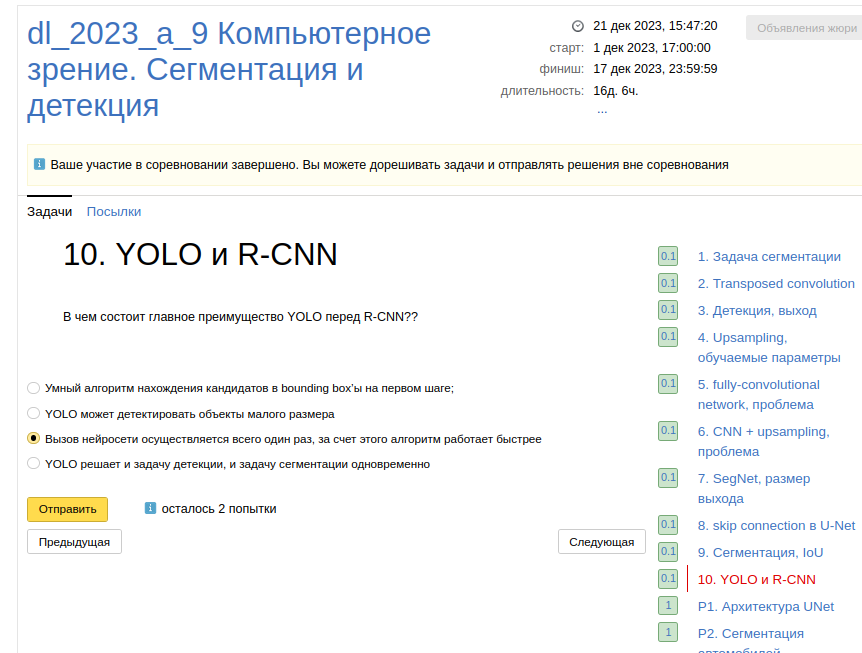 dl_2023_a_9 Компьютерное
зрение. Сегментация и
детекция
21 дек 2023, 15:47:20
старт: 1 дек 2023, 17:00:00
финиш: 17 дек 2023, 23:59:59
длительность: 16д. 6ч.
...
Объявления жюри
Ваше участие в соревновании завершено. Вы можете дорешивать задачи и отправлять решения вне соревнования
Задачи Посылки
10. YOLO и R-CNN
В чем состоит главное преимущество YOLO перед R-CNN??
Умный алгоритм нахождения кандидатов в bounding box'ы на первом шаге;
YOLO может детектировать объекты малого размера
Вызов нейросети осуществляется всего один раз, за счет этого алгоритм работает быстрее
YOLO решает и задачу детекции, и задачу сегментации одновременно
Отправить
осталось 2 попытки
Предыдущая
Следующая
0.1 1. Задача сегментации
0.1 2. Transposed convolution
0.1 3. Детекция, выход
0.1 4. Upsampling,
обучаемые параметры
0.1 5. fully-convolutional
network, проблема
0.1 6. CNN + upsampling,
проблема
0.1 7. SegNet, размер
выхода
0.1 8. skip connection в U-Net
0.1 9. Сегментация, IoU
0.1 10. YOLO и R-CNN
1 P1. Архитектура UNet
1 P2. Сегментация
автомобилей